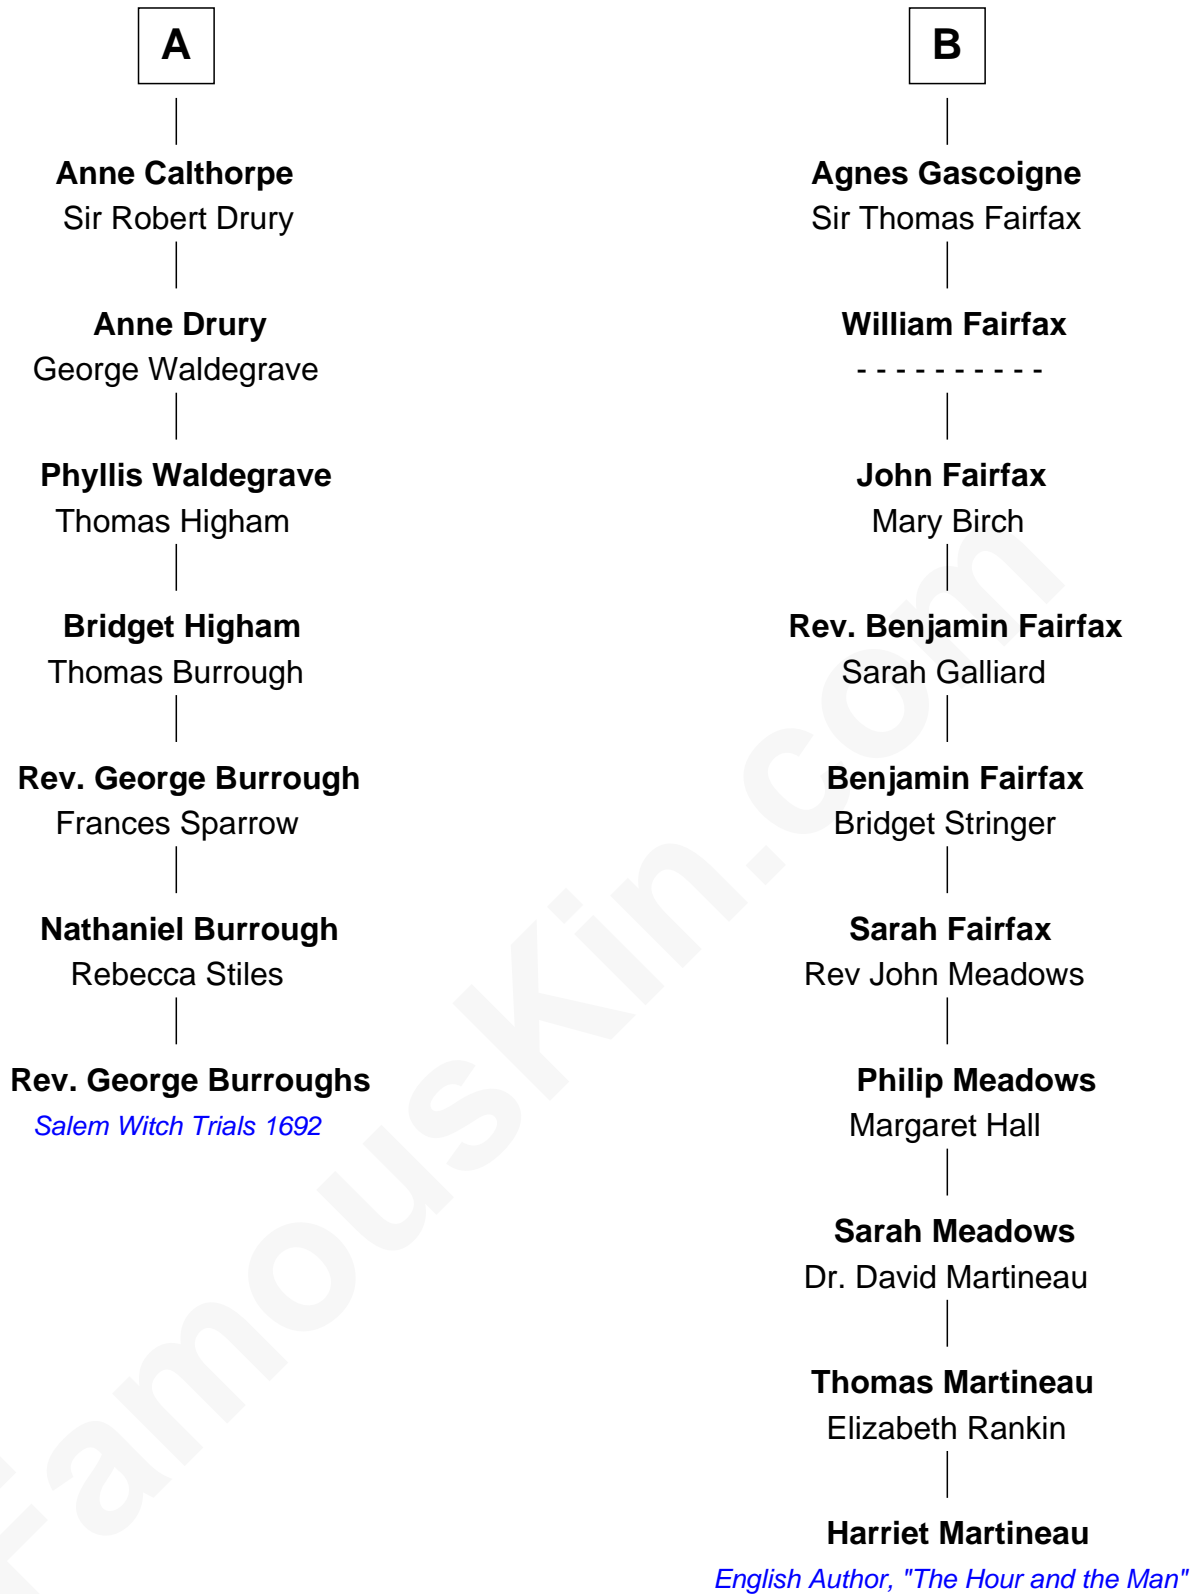 A
Anne Calthorpe
Sir Robert Drury
Anne Drury
George Waldegrave
Phyllis Waldegrave
Thomas Higham
Bridget Higham
Thomas Burrough
Rev. George Burrough
Frances Sparrow
Nathaniel Burrough
Rebecca Stiles
Rev. George Burroughs
Salem Witch Trials 1692
B
Agnes Gascoigne
Sir Thomas Fairfax
William Fairfax
- - - - - - - - - -
John Fairfax
Mary Birch
Rev. Benjamin Fairfax
Sarah Galliard
Benjamin Fairfax
Bridget Stringer
Sarah Fairfax
Rev John Meadows
Philip Meadows
Margaret Hall
Sarah Meadows
Dr. David Martineau
Thomas Martineau
Elizabeth Rankin
Harriet Martineau
English Author, "The Hour and the Man"
FamousKin.com